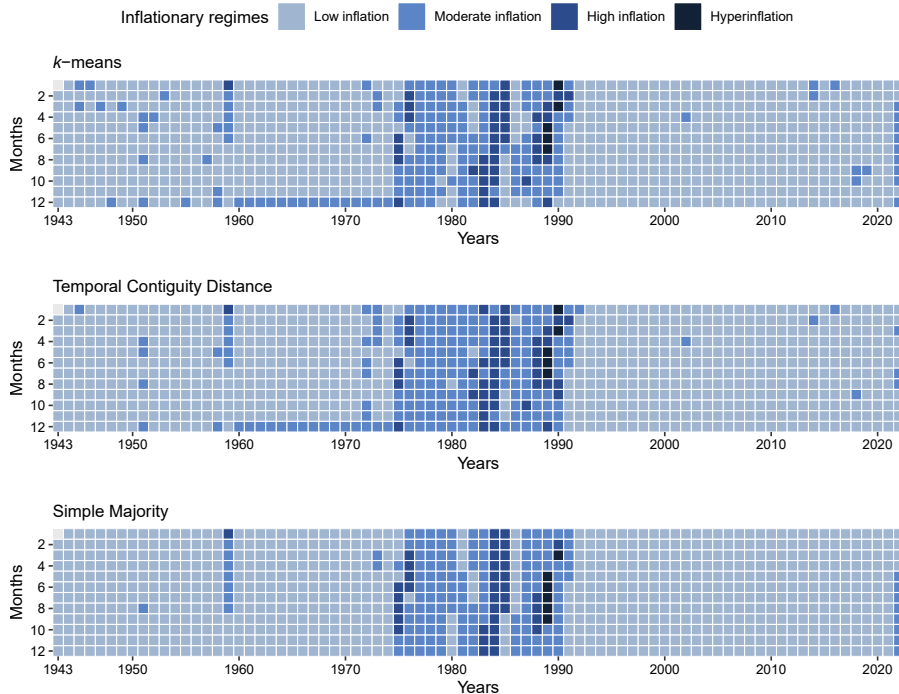 Inflationary regimes Low inflation Moderate inflation High inflation Hyperinflation
k−means
Months
2
4
6
8
10
12
1943 1950 1960 1970 1980 1990 2000 2010 2020
Years
Temporal Contiguity Distance
Months
2
4
6
8
10
12
1943 1950 1960 1970 1980 1990 2000 2010 2020
Years
Simple Majority
Months
2
4
6
8
10
12
1943 1950 1960 1970 1980 1990 2000 2010 2020
Years